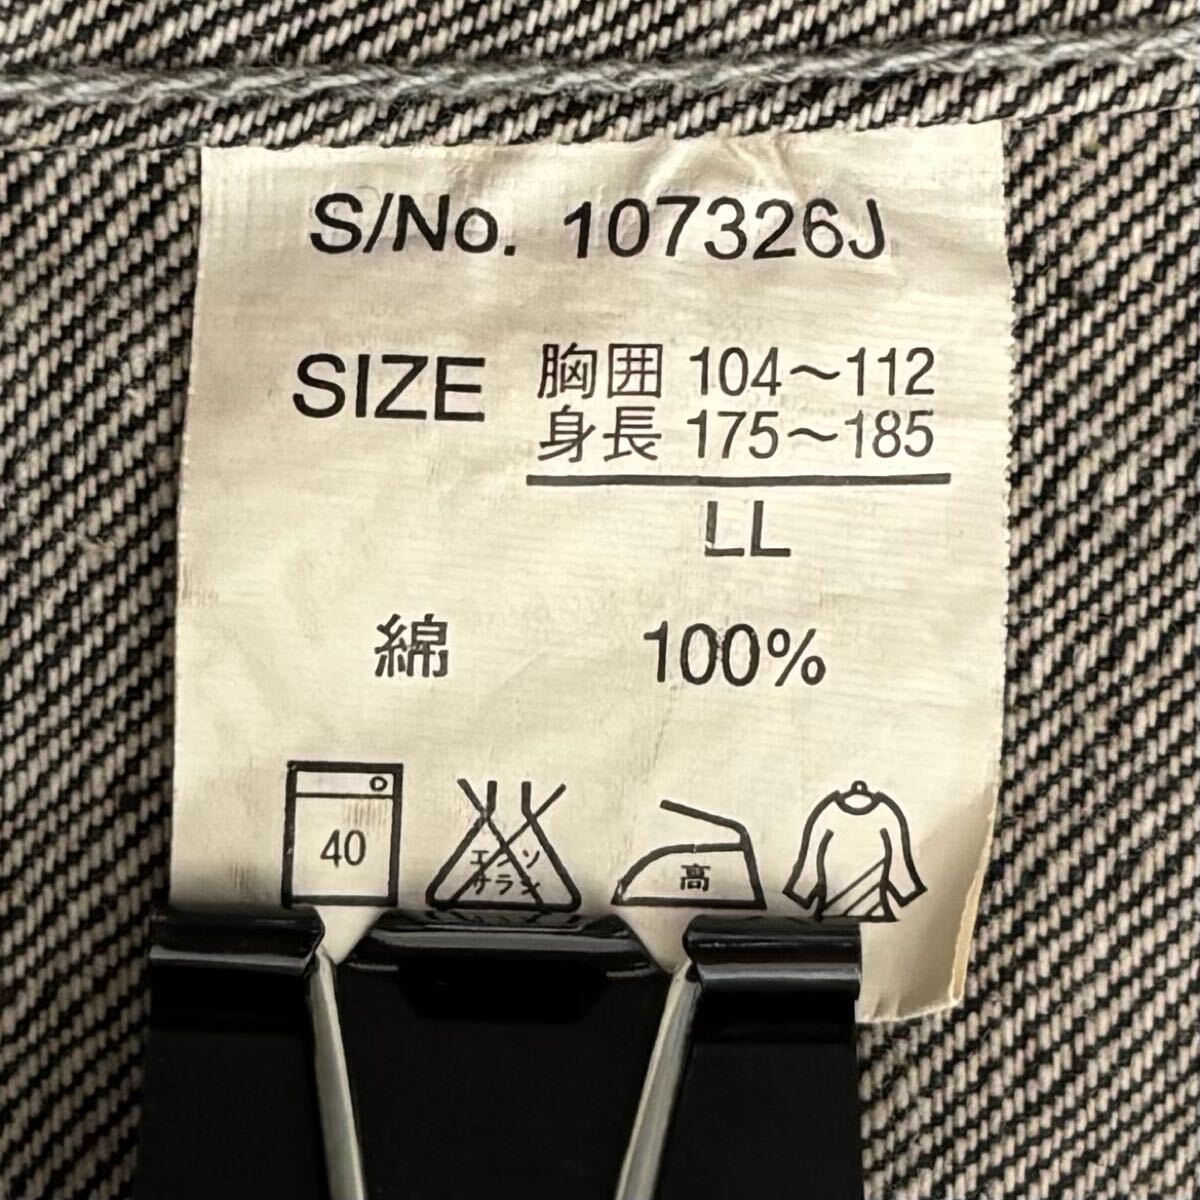 S/No. 107326J
SIZE
胸囲 104～112
身長 175～185
LL
綿 100%
40
エンソ
サラシ
高